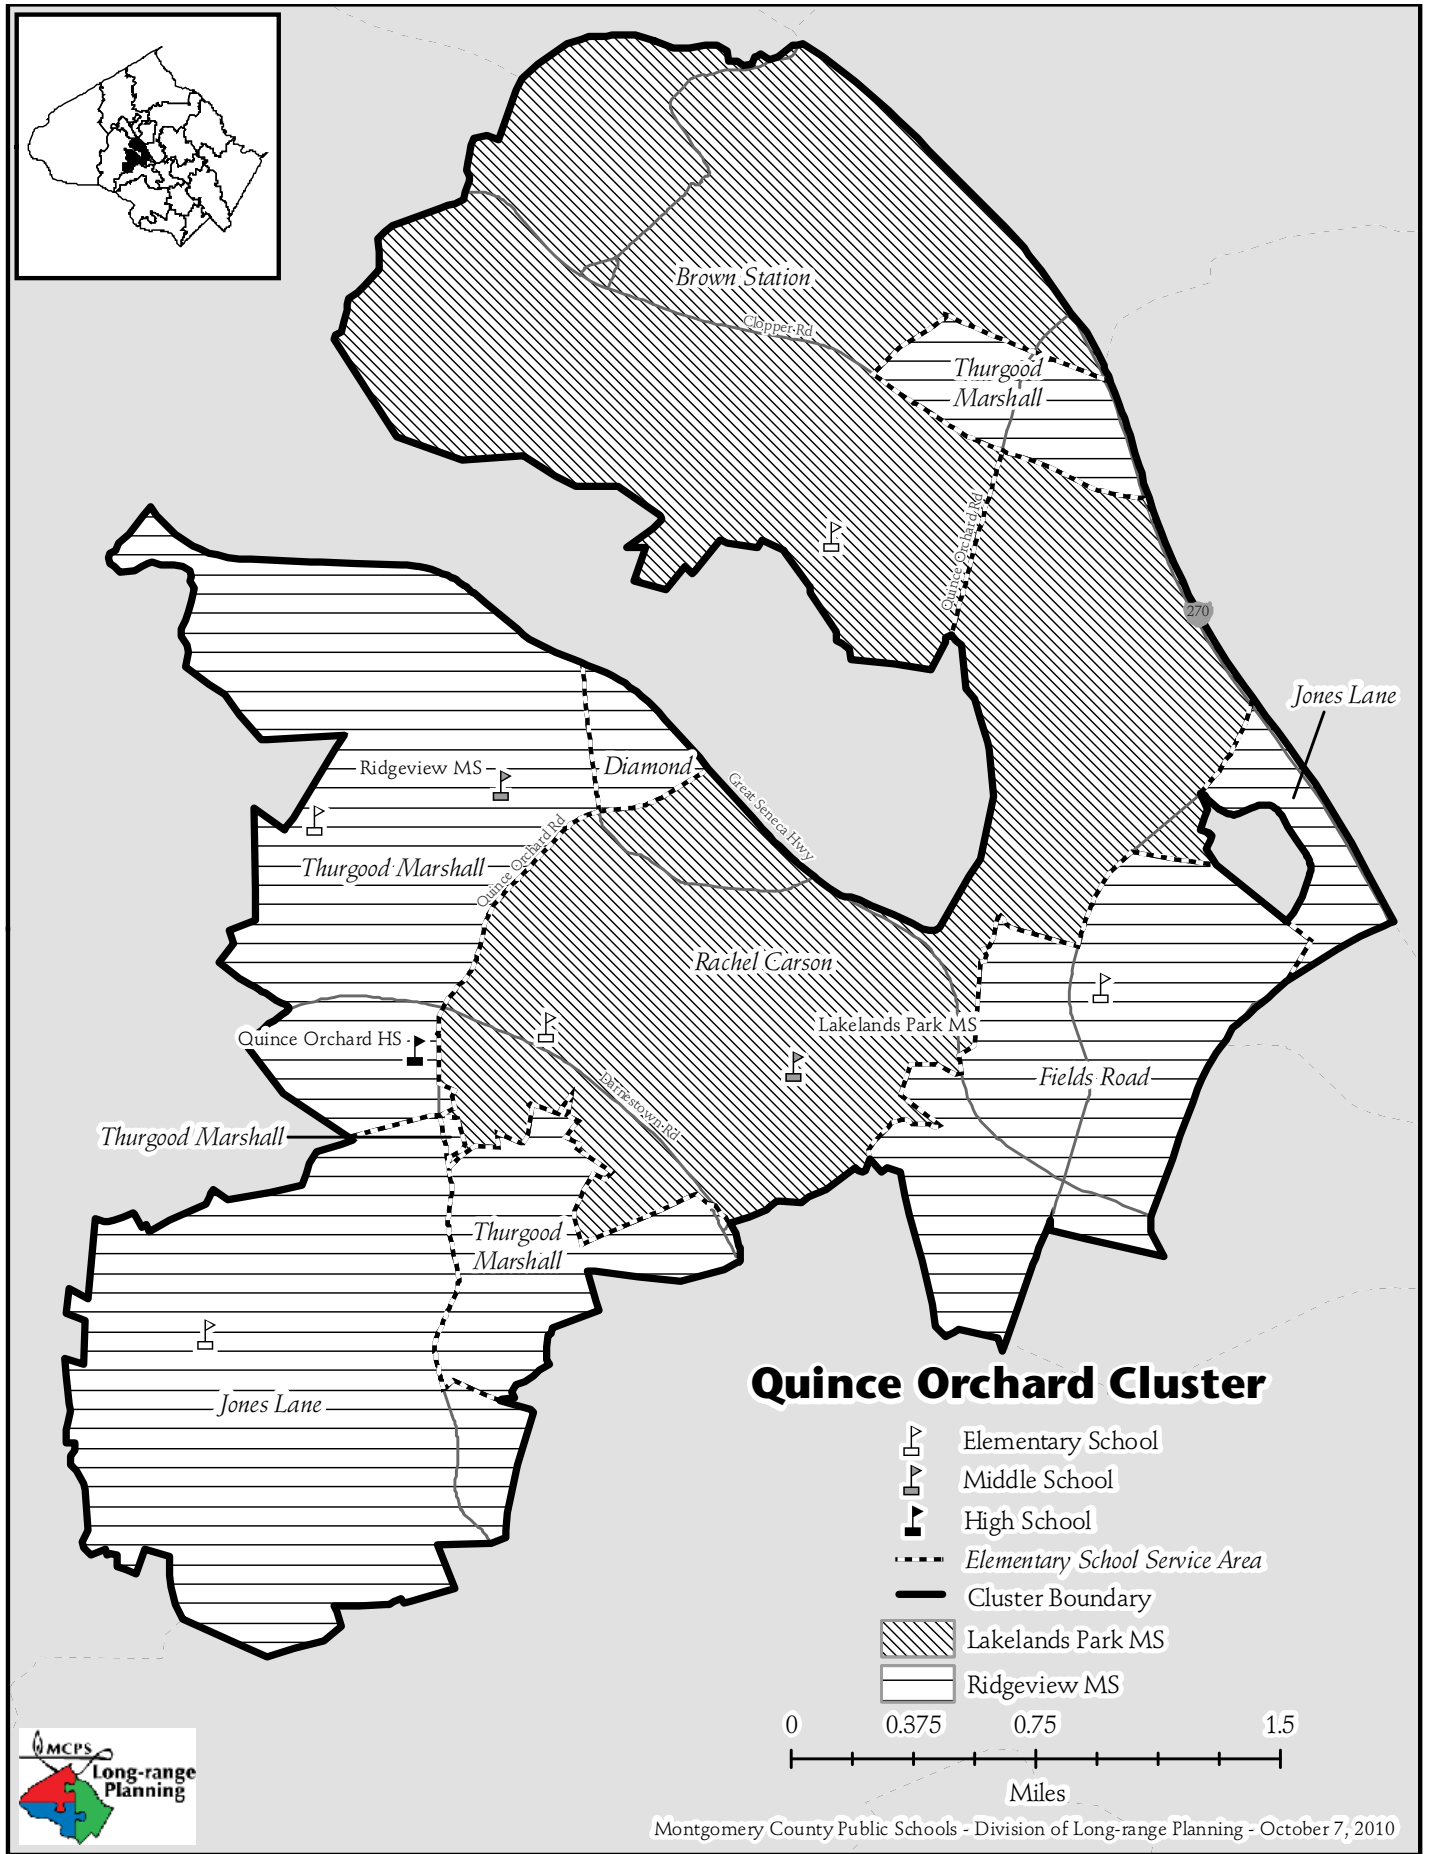 Brown Station
Clopper Rd
Thurgood
Marshall
Quince Orchard Rd
270
Jones Lane
Ridgeview MS
Diamond
Great Seneca Hwy
Quince Orchard Rd
Thurgood Marshall
Rachel Carson
Lakelands Park MS
Quince Orchard HS
Fields Road
Darnestown Rd
Thurgood Marshall
Thurgood
Marshall
Jones Lane
Quince Orchard Cluster
Elementary School
Middle School
High School
Elementary School Service Area
Cluster Boundary
Lakelands Park MS
Ridgeview MS
0 0.375 0.75 1.5
Miles
MCPS
Long-range
Planning
Montgomery County Public Schools - Division of Long-range Planning - October 7, 2010